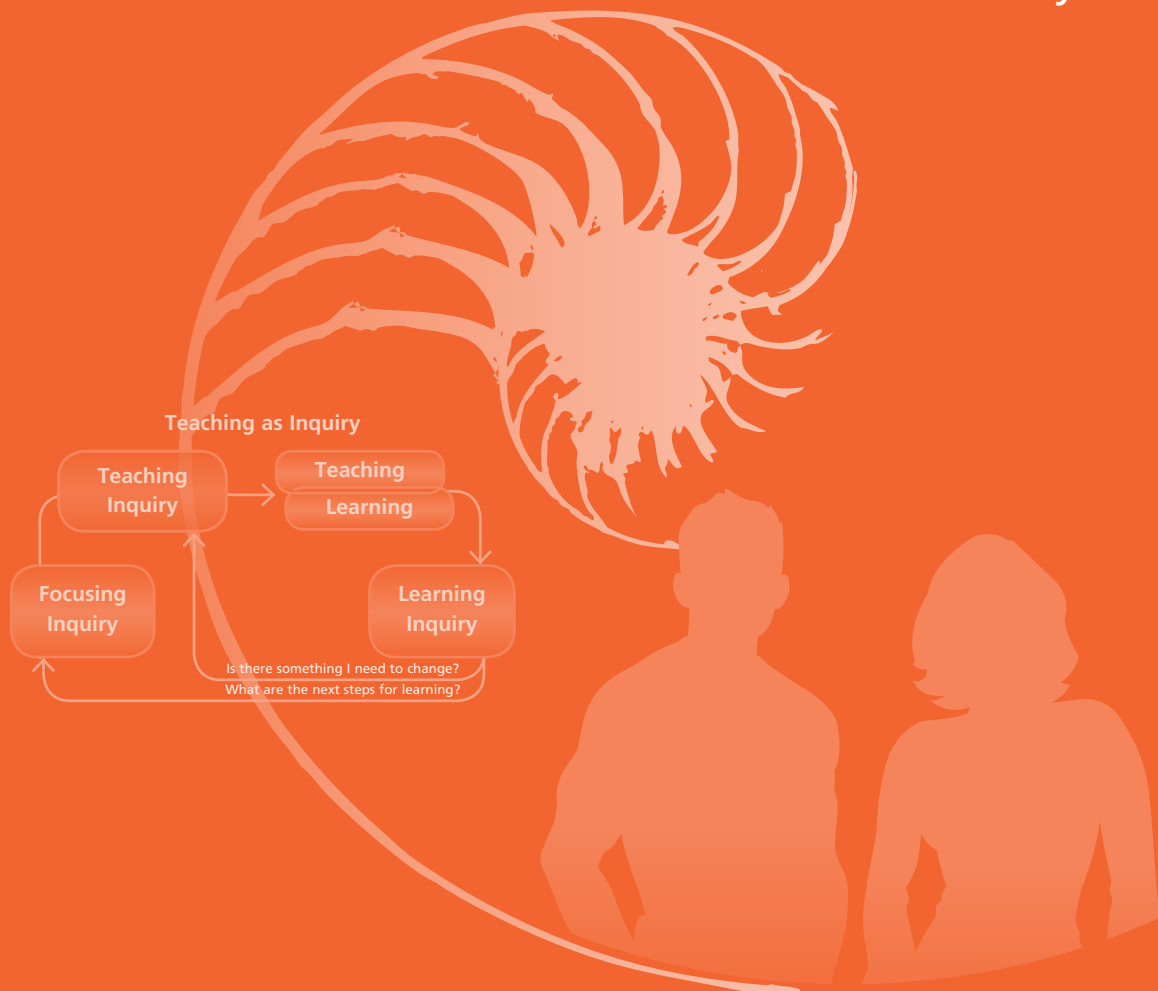 Teaching as Inquiry
Teaching
Inquiry
Teaching
Learning
Focusing
Inquiry
Learning
Inquiry
Is there something I need to change?
What are the next steps for learning?